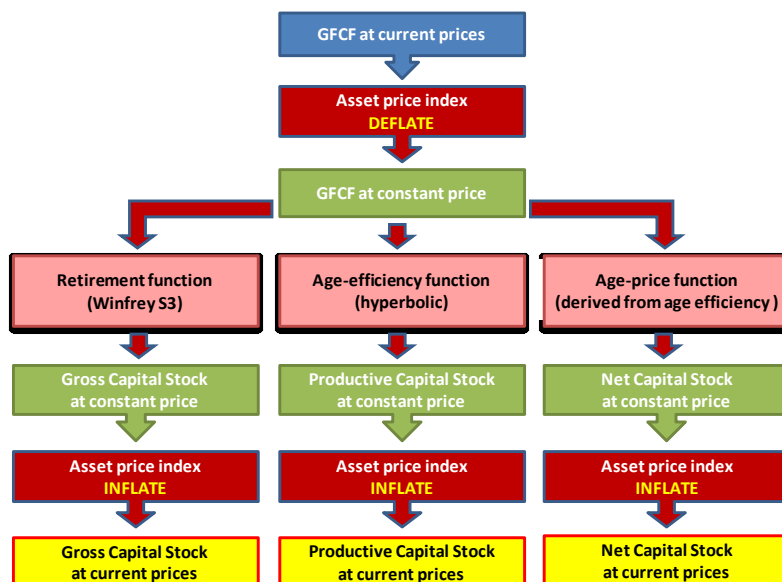 GFCF at current prices
Asset price index
DEFLATE
GFCF at constant price
Retirement function
(Winfrey S3)
Age-efficiency function
(hyperbolic)
Age-price function
(derived from age efficiency )
Gross Capital Stock
at constant price
Productive Capital Stock
at constant price
Net Capital Stock
at constant price
Asset price index
INFLATE
Asset price index
INFLATE
Asset price index
INFLATE
Gross Capital Stock
at current prices
Productive Capital Stock
at current prices
Net Capital Stock
at current prices